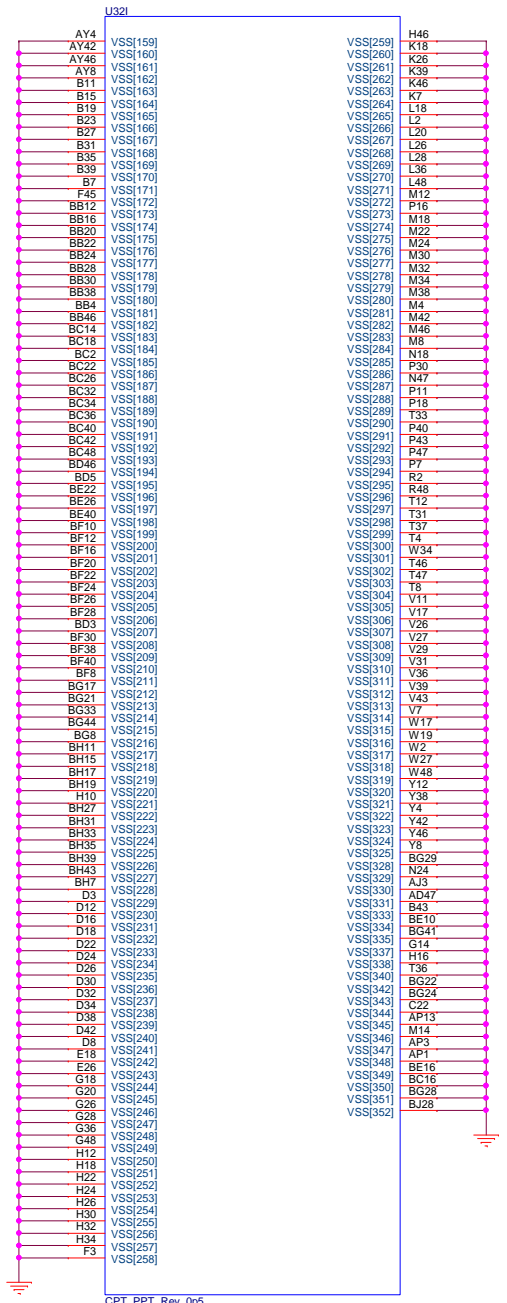 U32I
AY4 VSS[159]
AY42 VSS[160]
AY46 VSS[161]
AY8 VSS[162]
B11 VSS[163]
B15 VSS[164]
B19 VSS[165]
B23 VSS[166]
B27 VSS[167]
B31 VSS[168]
B35 VSS[169]
B39 VSS[170]
B7 VSS[171]
F45 VSS[172]
BB12 VSS[173]
BB16 VSS[174]
BB20 VSS[175]
BB22 VSS[176]
BB24 VSS[177]
BB28 VSS[178]
BB30 VSS[179]
BB38 VSS[180]
BB4 VSS[181]
BB46 VSS[182]
BC14 VSS[183]
BC18 VSS[184]
BC2 VSS[185]
BC22 VSS[186]
BC26 VSS[187]
BC32 VSS[188]
BC34 VSS[189]
BC36 VSS[190]
BC40 VSS[191]
BC42 VSS[192]
BC48 VSS[193]
BD46 VSS[194]
BD5 VSS[195]
BE22 VSS[196]
BE26 VSS[197]
BE40 VSS[198]
BF10 VSS[199]
BF12 VSS[200]
BF16 VSS[201]
BF20 VSS[202]
BF22 VSS[203]
BF24 VSS[204]
BF26 VSS[205]
BF28 VSS[206]
BD3 VSS[207]
BF30 VSS[208]
BF38 VSS[209]
BF40 VSS[210]
BF8 VSS[211]
BG17 VSS[212]
BG21 VSS[213]
BG33 VSS[214]
BG44 VSS[215]
BG8 VSS[216]
BH11 VSS[217]
BH15 VSS[218]
BH17 VSS[219]
BH19 VSS[220]
H10 VSS[221]
BH27 VSS[222]
BH31 VSS[223]
BH33 VSS[224]
BH35 VSS[225]
BH39 VSS[226]
BH43 VSS[227]
BH7 VSS[228]
D3 VSS[229]
D12 VSS[230]
D16 VSS[231]
D18 VSS[232]
D22 VSS[233]
D24 VSS[234]
D26 VSS[235]
D30 VSS[236]
D32 VSS[237]
D34 VSS[238]
D38 VSS[239]
D42 VSS[240]
D8 VSS[241]
E18 VSS[242]
E26 VSS[243]
G18 VSS[244]
G20 VSS[245]
G26 VSS[246]
G28 VSS[247]
G36 VSS[248]
G48 VSS[249]
H12 VSS[250]
H18 VSS[251]
H22 VSS[252]
H24 VSS[253]
H26 VSS[254]
H30 VSS[255]
H32 VSS[256]
H34 VSS[257]
F3 VSS[258]
VSS[259] H46
VSS[260] K18
VSS[261] K26
VSS[262] K39
VSS[263] K46
VSS[264] K7
VSS[265] L18
VSS[266] L2
VSS[267] L20
VSS[268] L26
VSS[269] L28
VSS[270] L36
VSS[271] L48
VSS[272] M12
VSS[273] P16
VSS[274] M18
VSS[275] M22
VSS[276] M24
VSS[277] M30
VSS[278] M32
VSS[279] M34
VSS[280] M38
VSS[281] M4
VSS[282] M42
VSS[283] M46
VSS[284] M8
VSS[285] N18
VSS[286] P30
VSS[287] N47
VSS[288] P11
VSS[289] P18
VSS[290] T33
VSS[291] P40
VSS[292] P43
VSS[293] P47
VSS[294] P7
VSS[295] R2
VSS[296] R48
VSS[297] T12
VSS[298] T31
VSS[299] T37
VSS[300] T4
VSS[301] W34
VSS[302] T46
VSS[303] T47
VSS[304] T8
VSS[305] V11
VSS[306] V17
VSS[307] V26
VSS[308] V27
VSS[309] V29
VSS[310] V31
VSS[311] V36
VSS[312] V39
VSS[313] V43
VSS[314] V7
VSS[315] W17
VSS[316] W19
VSS[317] W2
VSS[318] W27
VSS[319] W48
VSS[320] Y12
VSS[321] Y38
VSS[322] Y4
VSS[323] Y42
VSS[324] Y46
VSS[325] Y8
VSS[328] BG29
VSS[329] N24
VSS[330] AJ3
VSS[331] AD47
VSS[333] B43
VSS[334] BE10
VSS[335] BG41
VSS[337] G14
VSS[338] H16
VSS[340] T36
VSS[342] BG22
VSS[343] BG24
VSS[344] C22
VSS[345] AP13
VSS[346] M14
VSS[347] AP3
VSS[348] AP1
VSS[349] BE16
VSS[350] BC16
VSS[351] BG28
VSS[352] BJ28
CPT_PPT_Rev_0p5